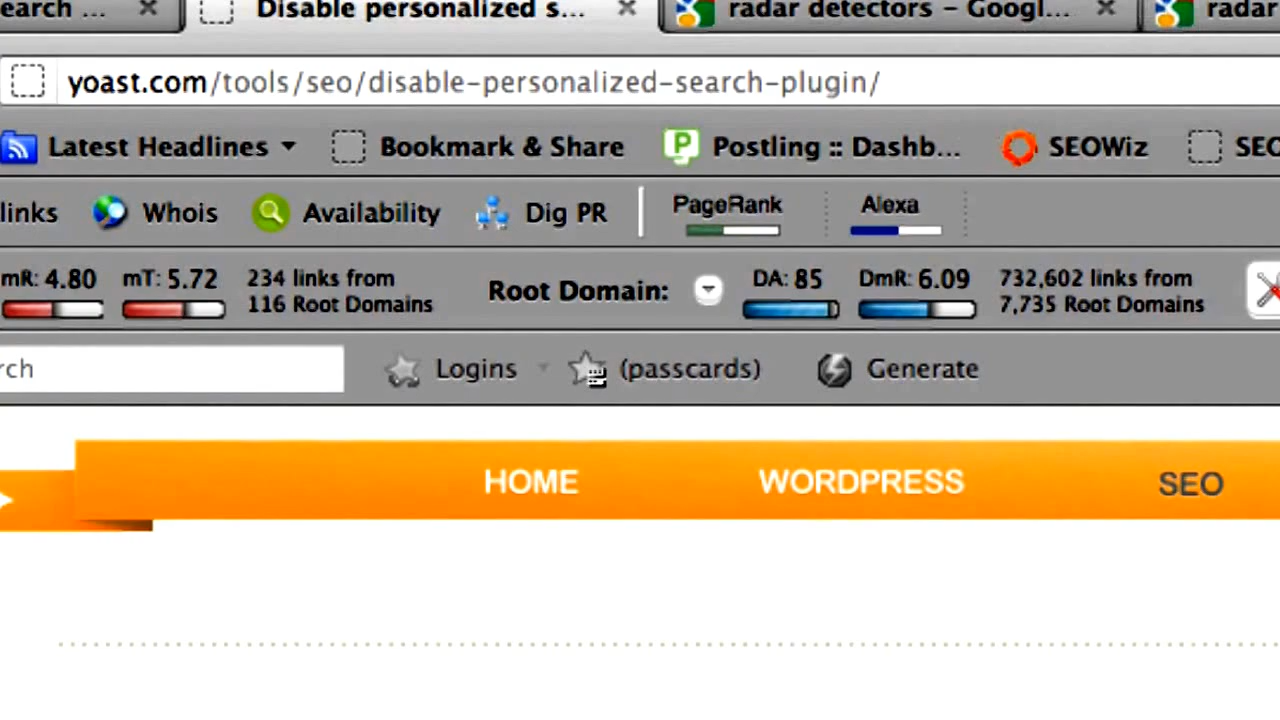 earch ... Disable personalized s... radar detectors – Googl... radar
yoast.com/tools/seo/disable-personalized-search-plugin/
Latest Headlines Bookmark & Share Postling :: Dashb... SEOWiz SEO
links Whois Availability Dig PR PageRank Alexa
mR: 4.80 mT: 5.72 234 links from Root Domain: DA: 85 DmR: 6.09 732,602 links from
116 Root Domains 7,735 Root Domains
rch Logins (passcards) Generate
HOME WORDPRESS SEO